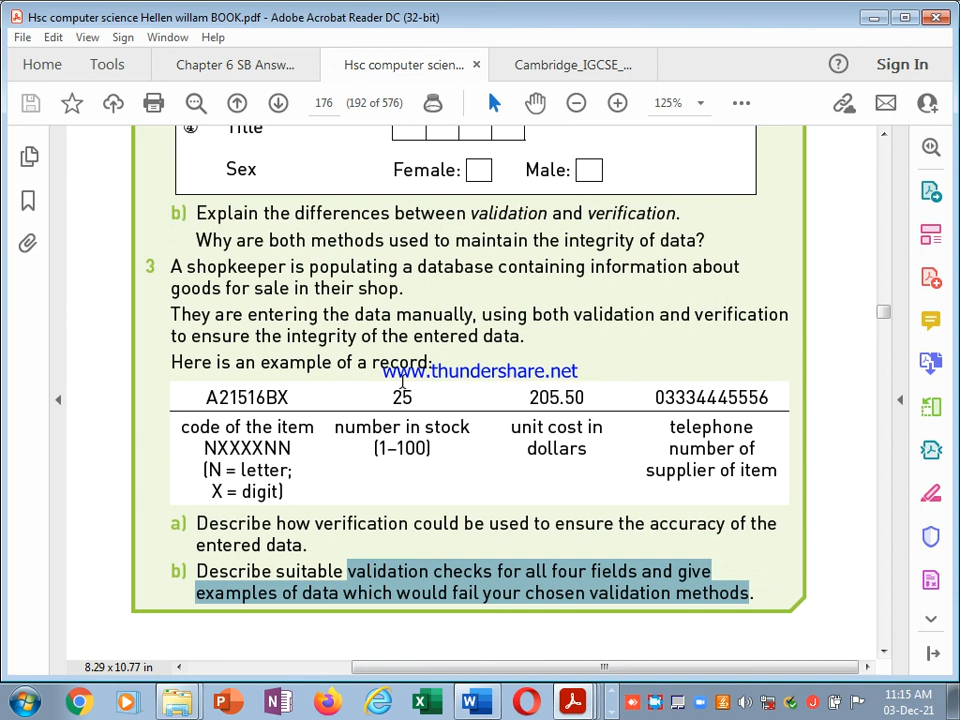 Hsc computer science Hellen willam BOOK.pdf - Adobe Acrobat Reader DC (32-bit)
File Edit View Sign Window Help
Home Tools Chapter 6 SB Answ... Hsc computer scien... × Cambridge_IGCSE_... Sign In
176 (192 of 576) 125%
Title
Sex Female: Male:
b) Explain the differences between validation and verification.
Why are both methods used to maintain the integrity of data?
3 A shopkeeper is populating a database containing information about
goods for sale in their shop.
They are entering the data manually, using both validation and verification
to ensure the integrity of the entered data.
Here is an example of a record:
www.thundershare.net
A21516BX 25 205.50 03334445556
code of the item number in stock unit cost in telephone
NXXXXNN (1–100) dollars number of
(N = letter; supplier of item
X = digit)
a) Describe how verification could be used to ensure the accuracy of the
entered data.
b) Describe suitable validation checks for all four fields and give
examples of data which would fail your chosen validation methods.
8.29 x 10.77 in
11:15 AM
03-Dec-21